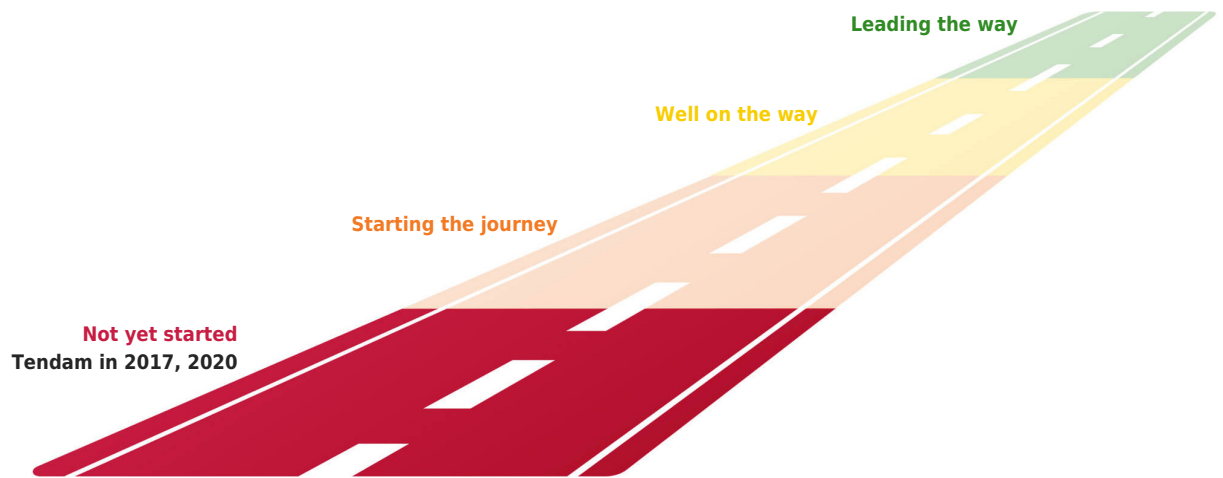 Leading the way
Well on the way
Starting the journey
Not yet started
Tendam in 2017, 2020